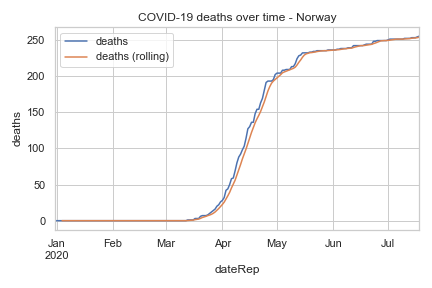 COVID-19 deaths over time - Norway
deaths
deaths (rolling)
deaths
250
200
150
100
50
0
Jan Feb Mar Apr May Jun Jul
2020
dateRep